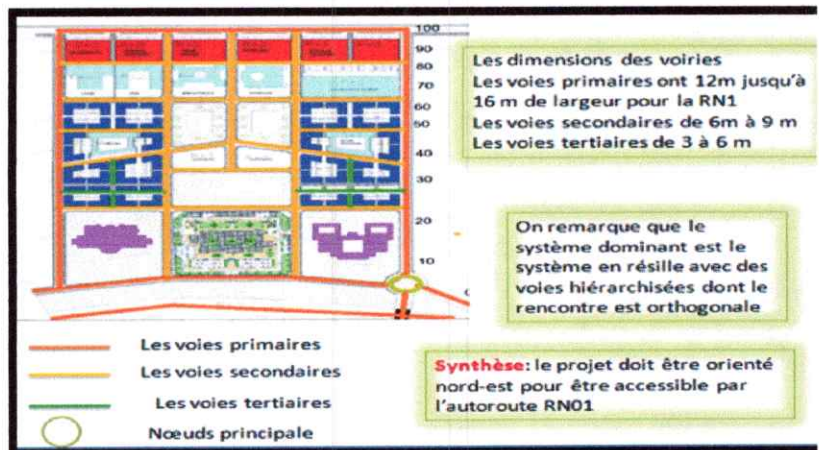 100
90
80
70
60
50
40
30
20
10
Les dimensions des voiries
Les voies primaires ont 12m jusqu'à
16 m de largeur pour la RN1
Les voies secondaires de 6m à 9 m
Les voies tertiaires de 3 à 6 m
On remarque que le
système dominant est le
système en résille avec des
voies hiérarchisées dont le
rencontre est orthogonale
Les voies primaires
Les voies secondaires
Les voies tertiaires
Nœuds principale
Synthèse: le projet doit être orienté
nord-est pour être accessible par
l'autoroute RN01